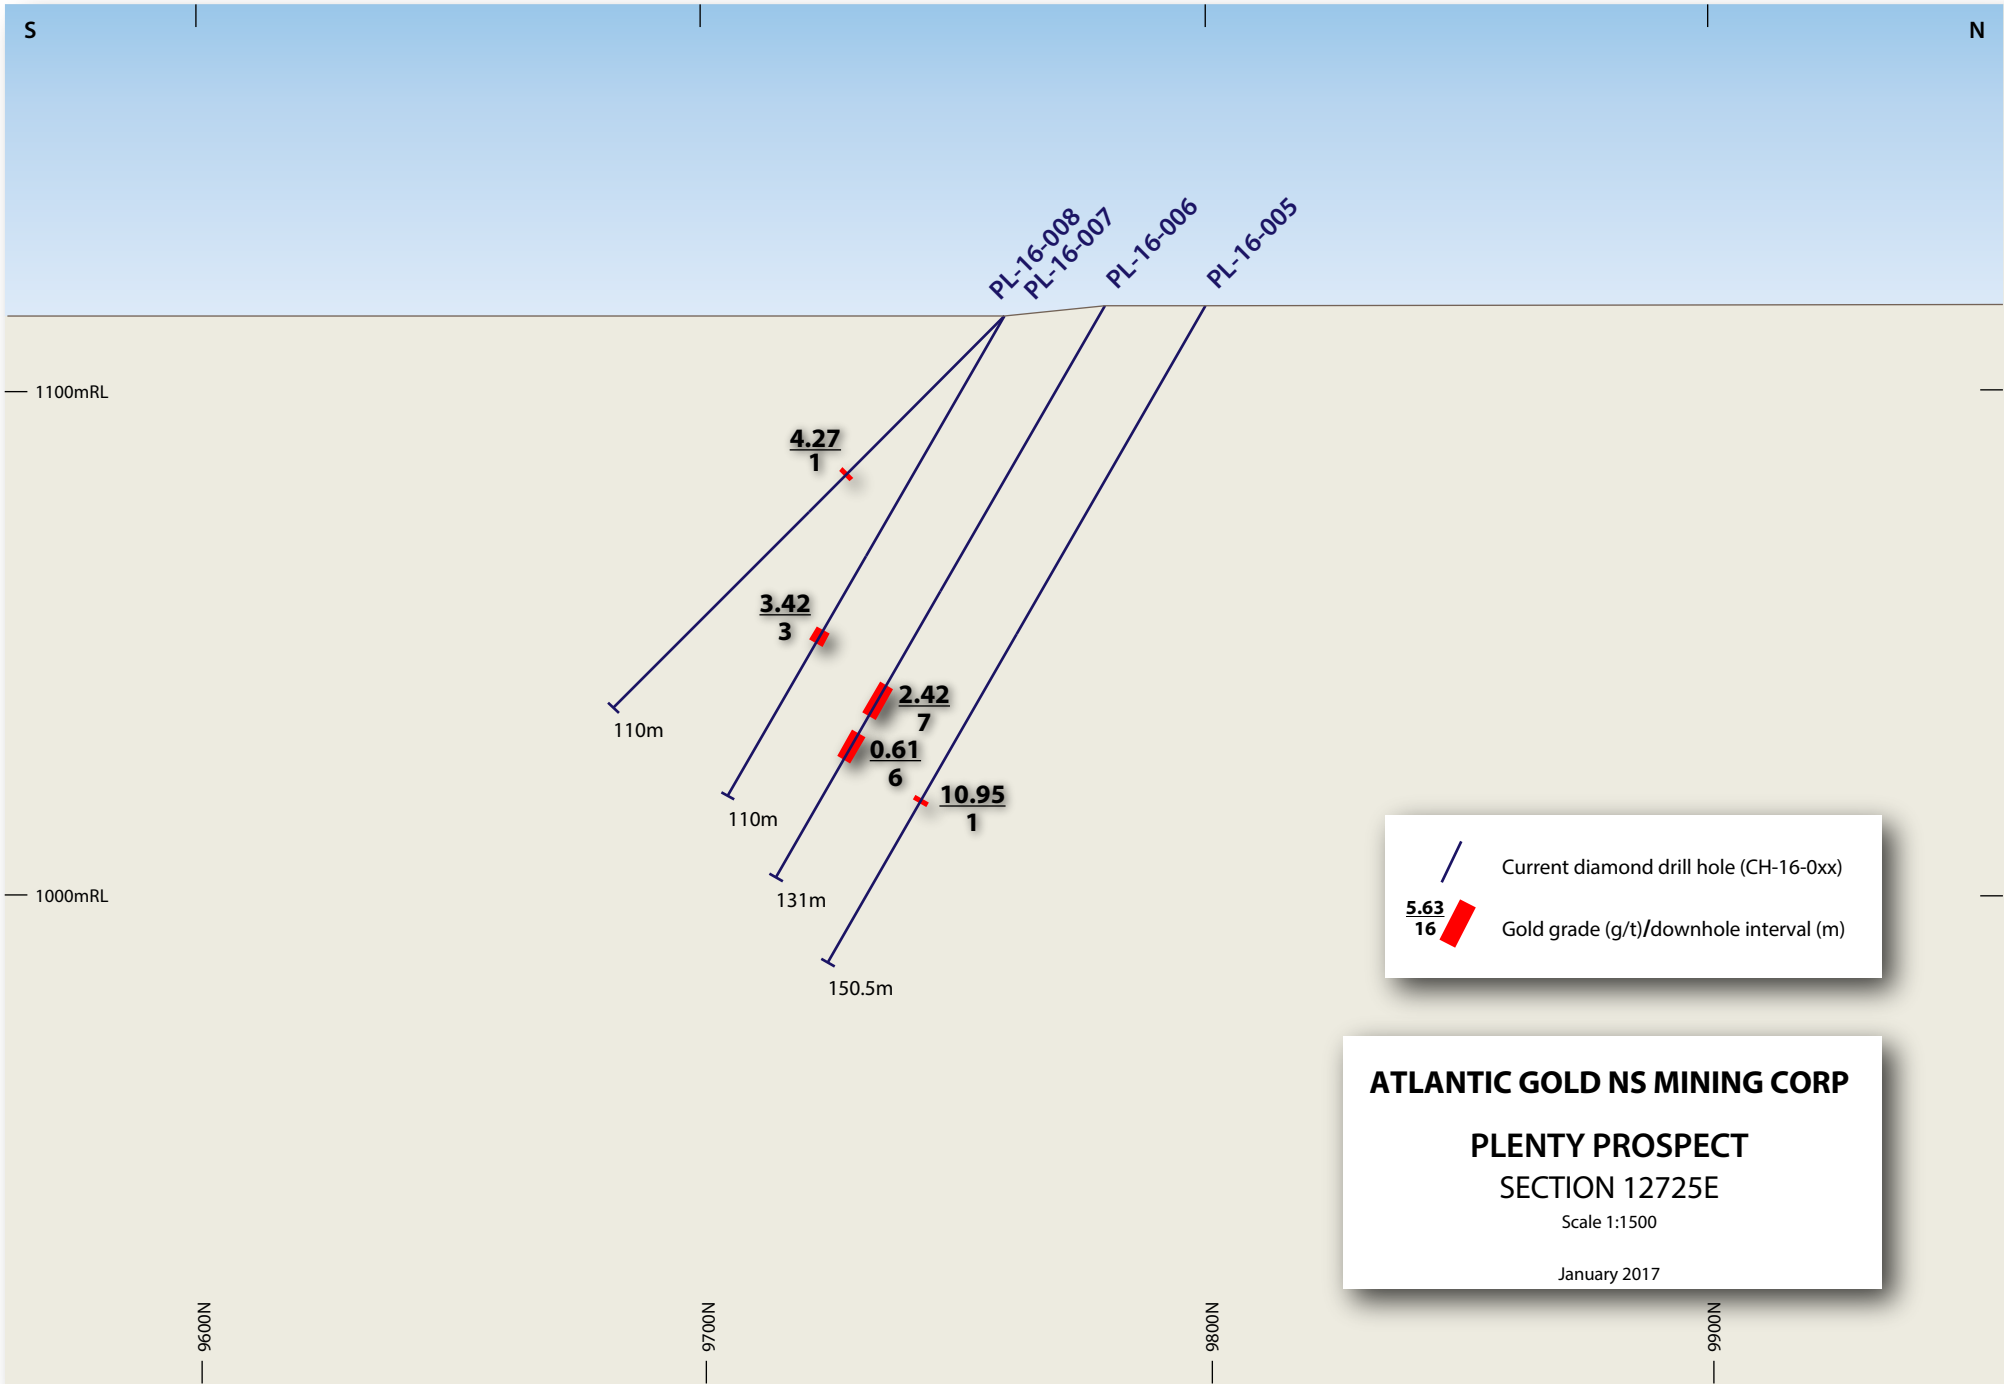 S
N
PL-16-008
PL-16-007
PL-16-006
PL-16-005
1100mRL
4.27
1
3.42
3
2.42
7
110m
0.61
6
10.95
1
110m
1000mRL
131m
150.5m
Current diamond drill hole (CH-16-0xx)
5.63
16
Gold grade (g/t)/downhole interval (m)
ATLANTIC GOLD NS MINING CORP
PLENTY PROSPECT
SECTION 12725E
Scale 1:1500
January 2017
9600N
9700N
9800N
9900N